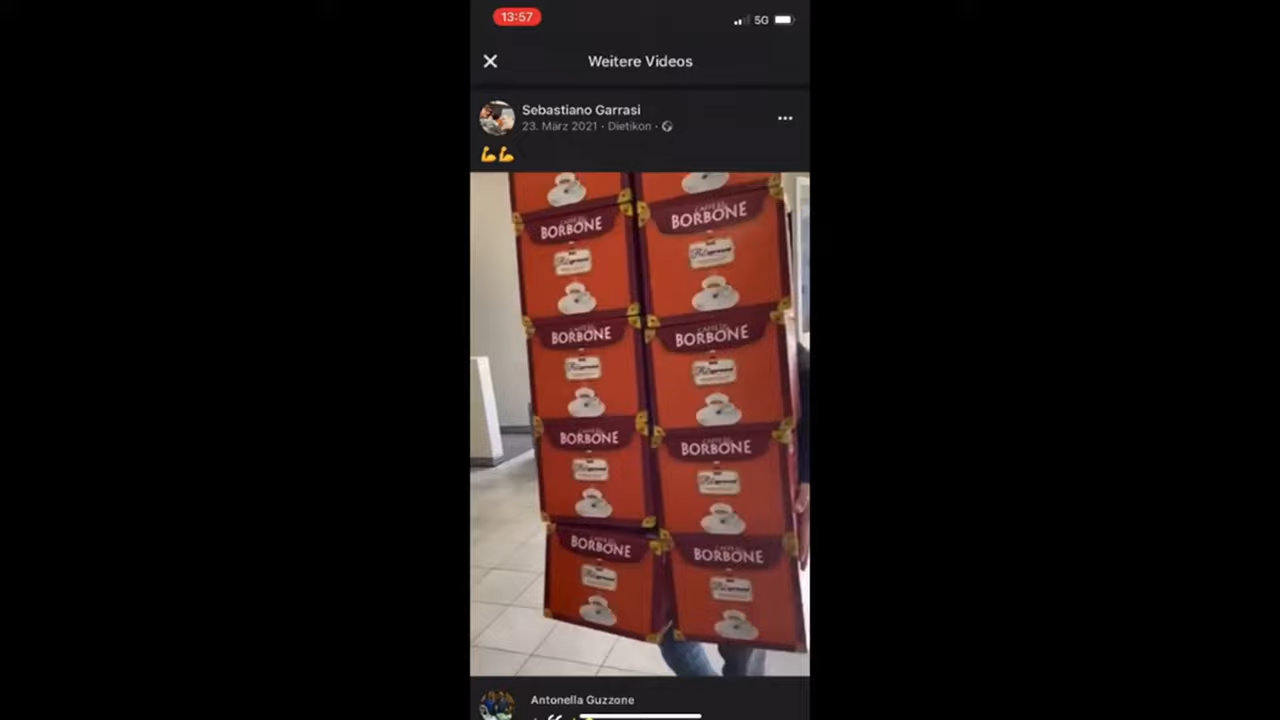 13:57
5G
Weitere Videos
Sebastiano Garrasi
23. März 2021 · Dietikon ·
BORBONE
BORBONE
BORBONE
BORBONE
BORBONE
BORBONE
BORBONE
BORBONE
Antonella Guzzone